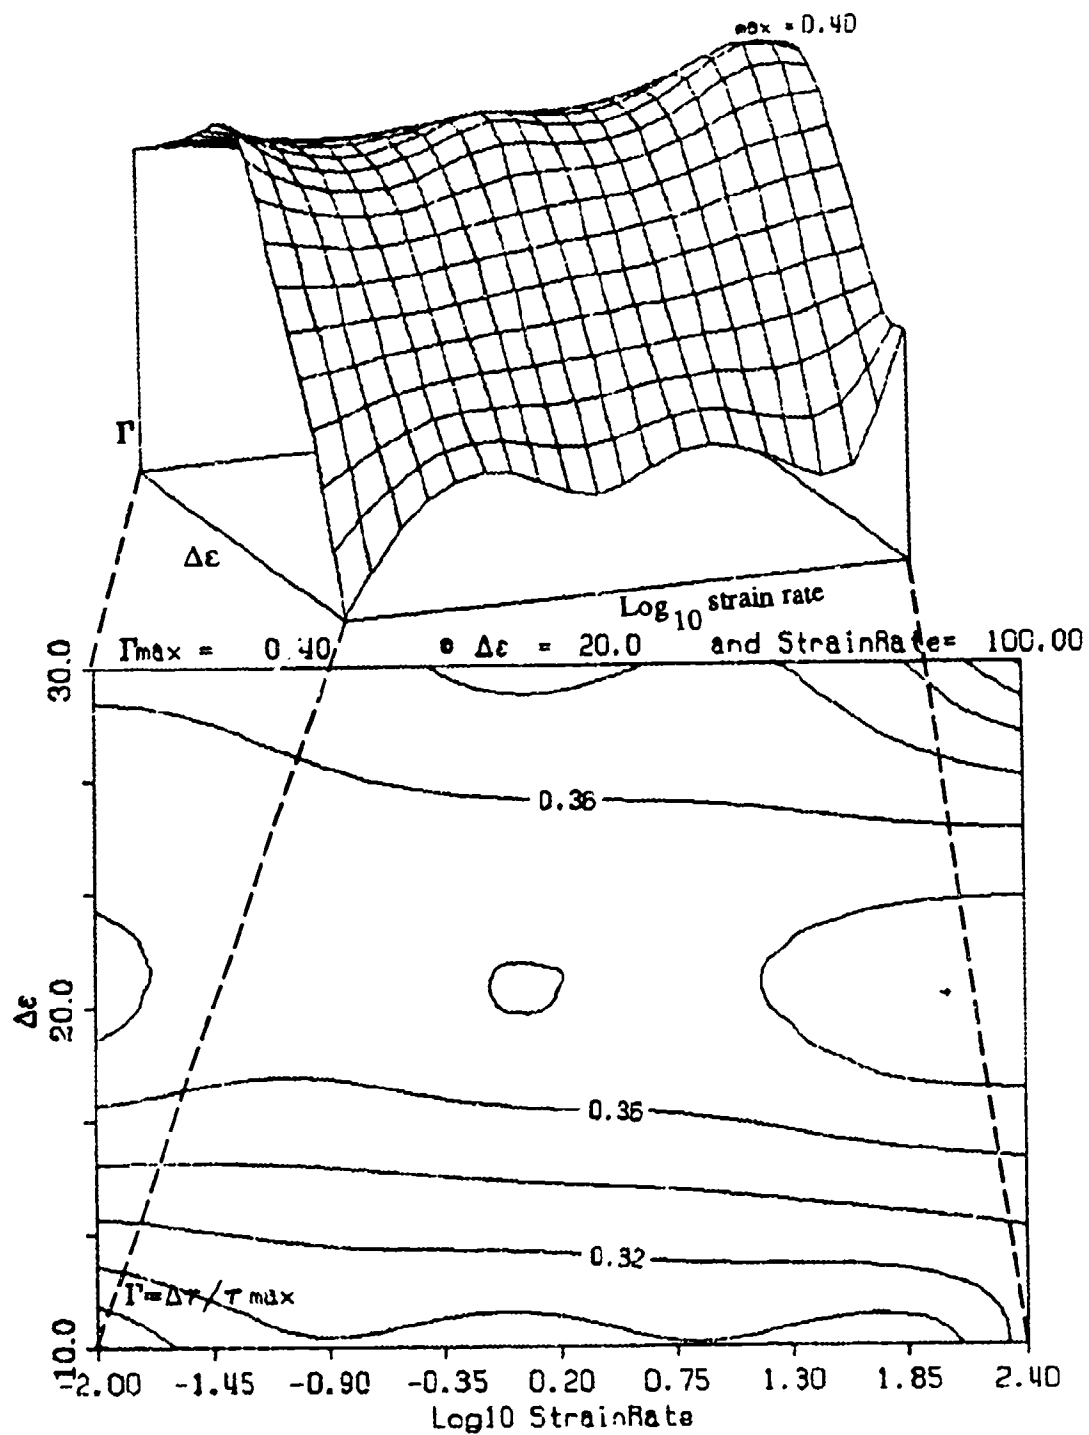 max = 0.40
Γ
Δε
Log10 strain rate
Γmax = 0.40 @ Δε = 20.0 and StrainRate= 100.00
30.0
0.36
Δε
20.0
0.36
0.32
Γ=Δτ/τmax
10.0
-2.00 -1.45 -0.90 -0.35 0.20 0.75 1.30 1.85 2.40
Log10 StrainRate